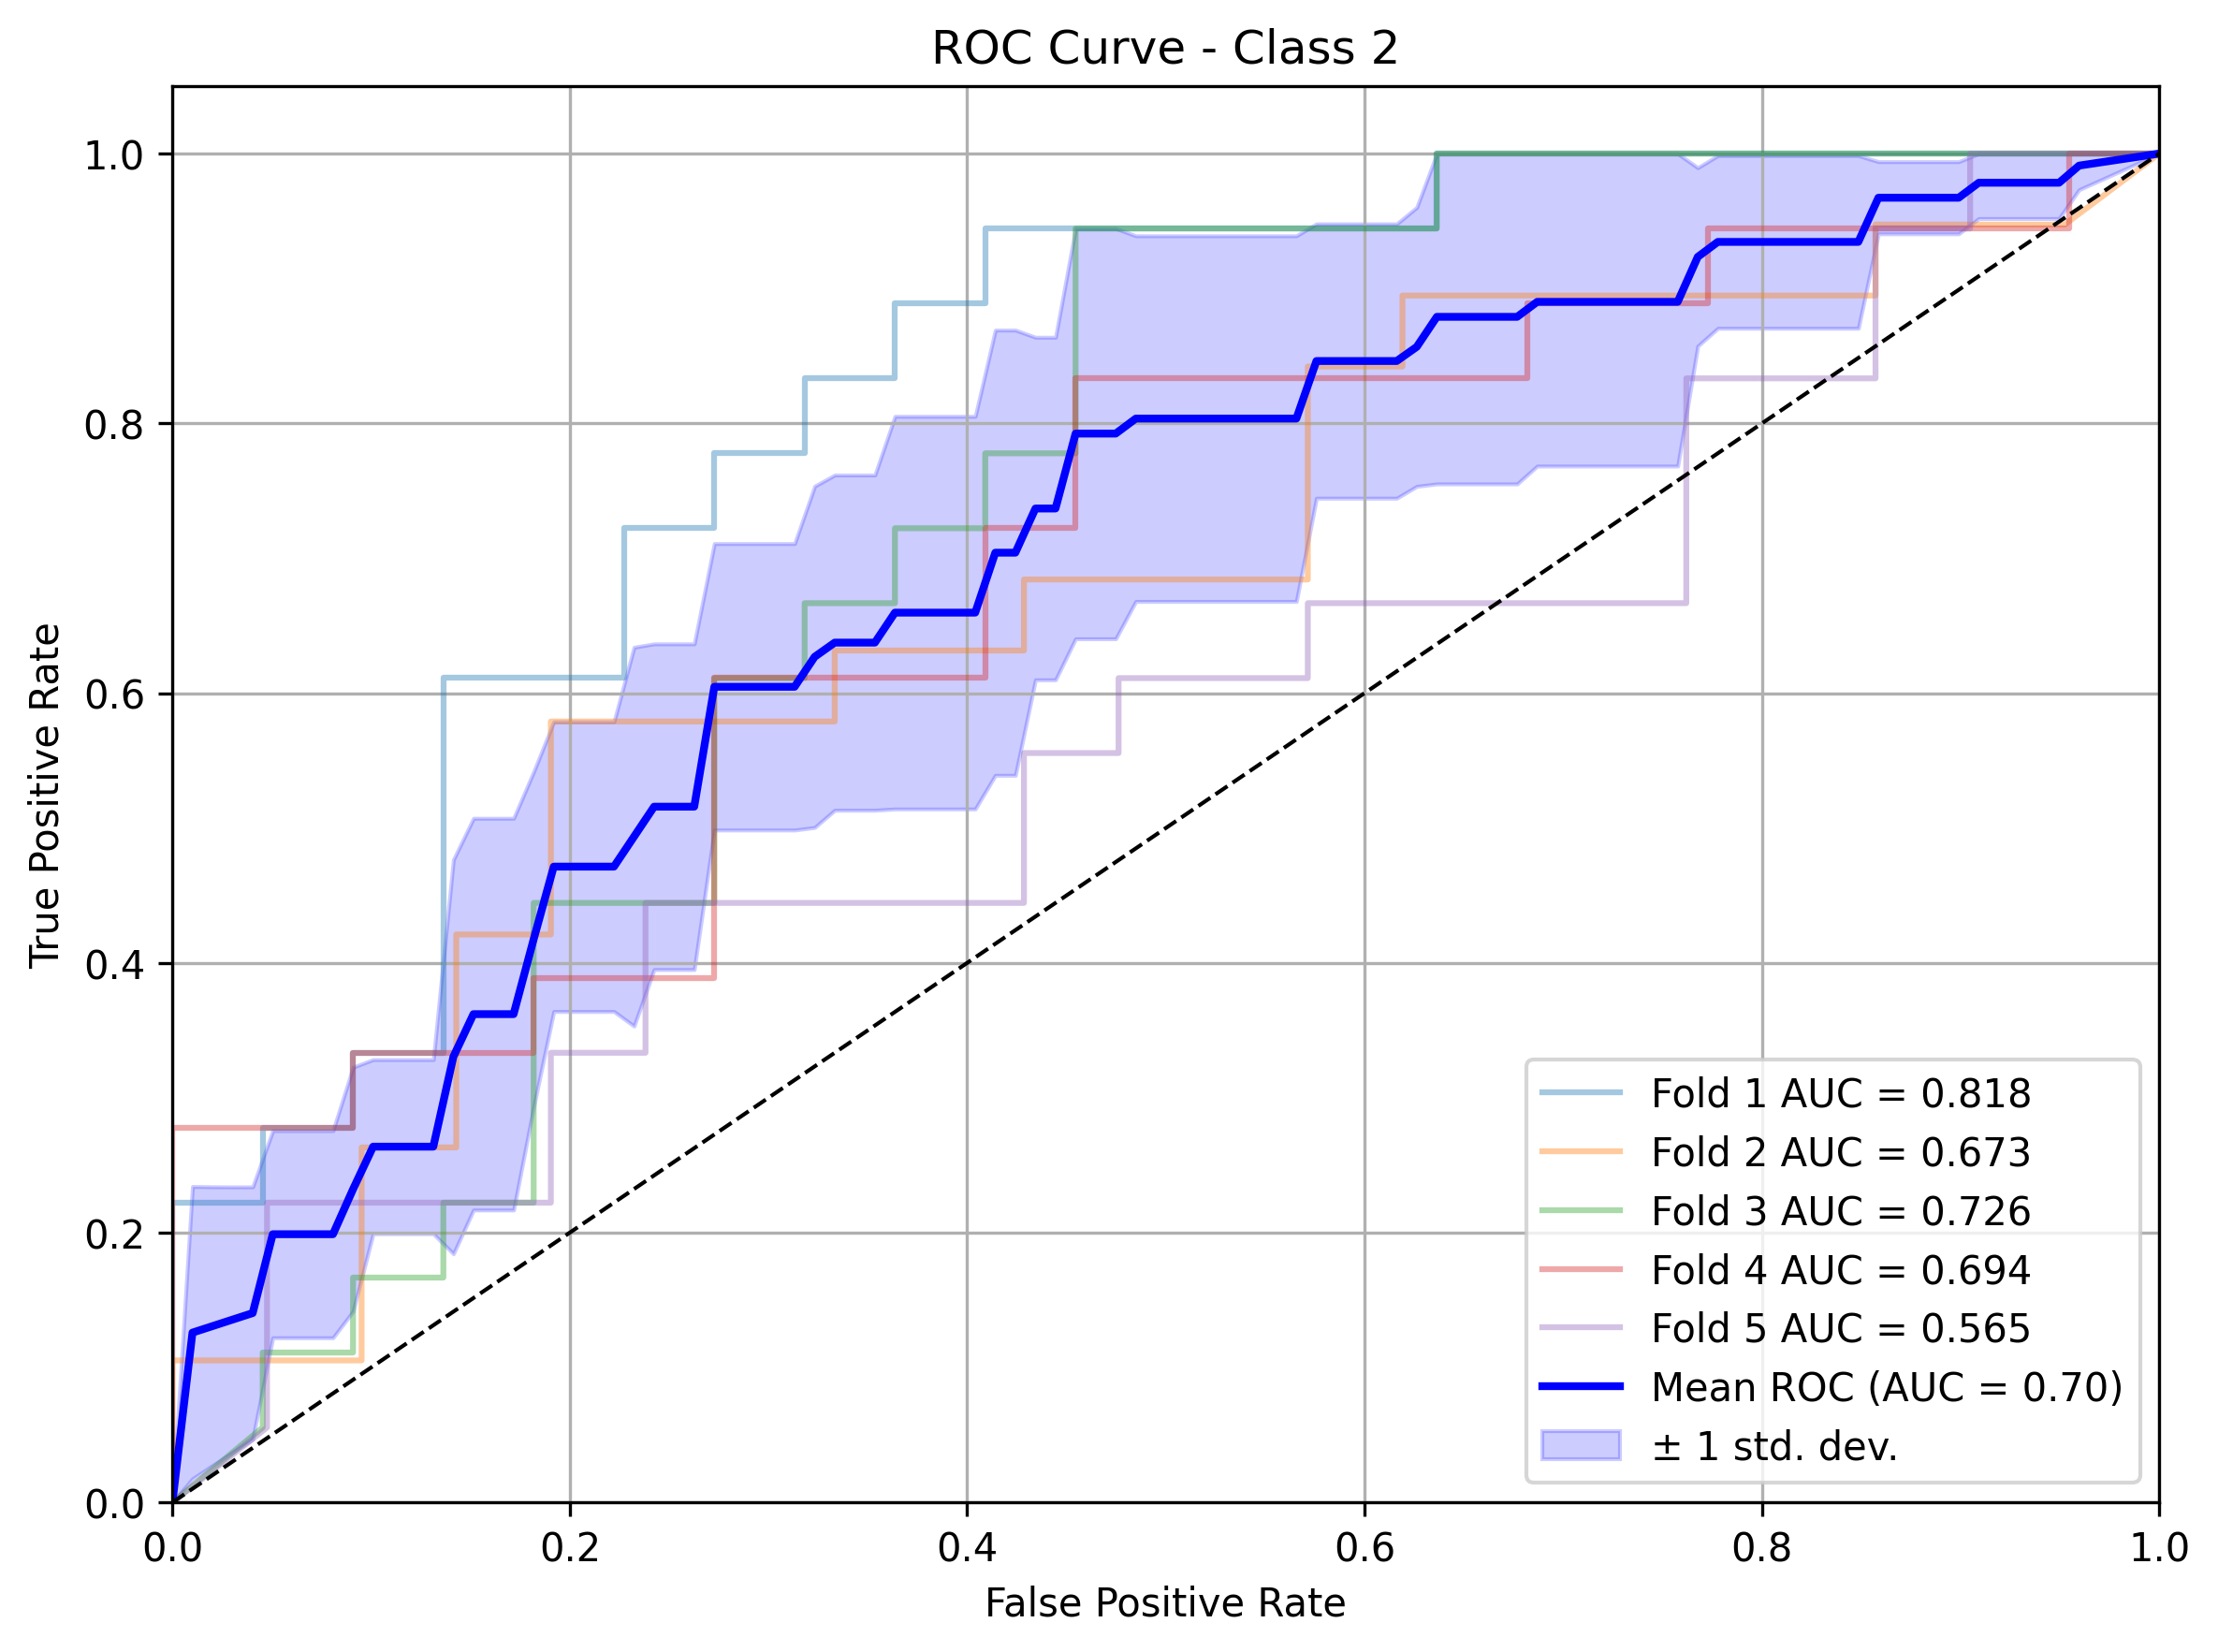 ROC Curve - Class 2
True Positive Rate
1.0
0.8
0.6
0.4
0.2
0.0
0.0 0.2 0.4 0.6 0.8 1.0
False Positive Rate
Fold 1 AUC = 0.818
Fold 2 AUC = 0.673
Fold 3 AUC = 0.726
Fold 4 AUC = 0.694
Fold 5 AUC = 0.565
Mean ROC (AUC = 0.70)
± 1 std. dev.